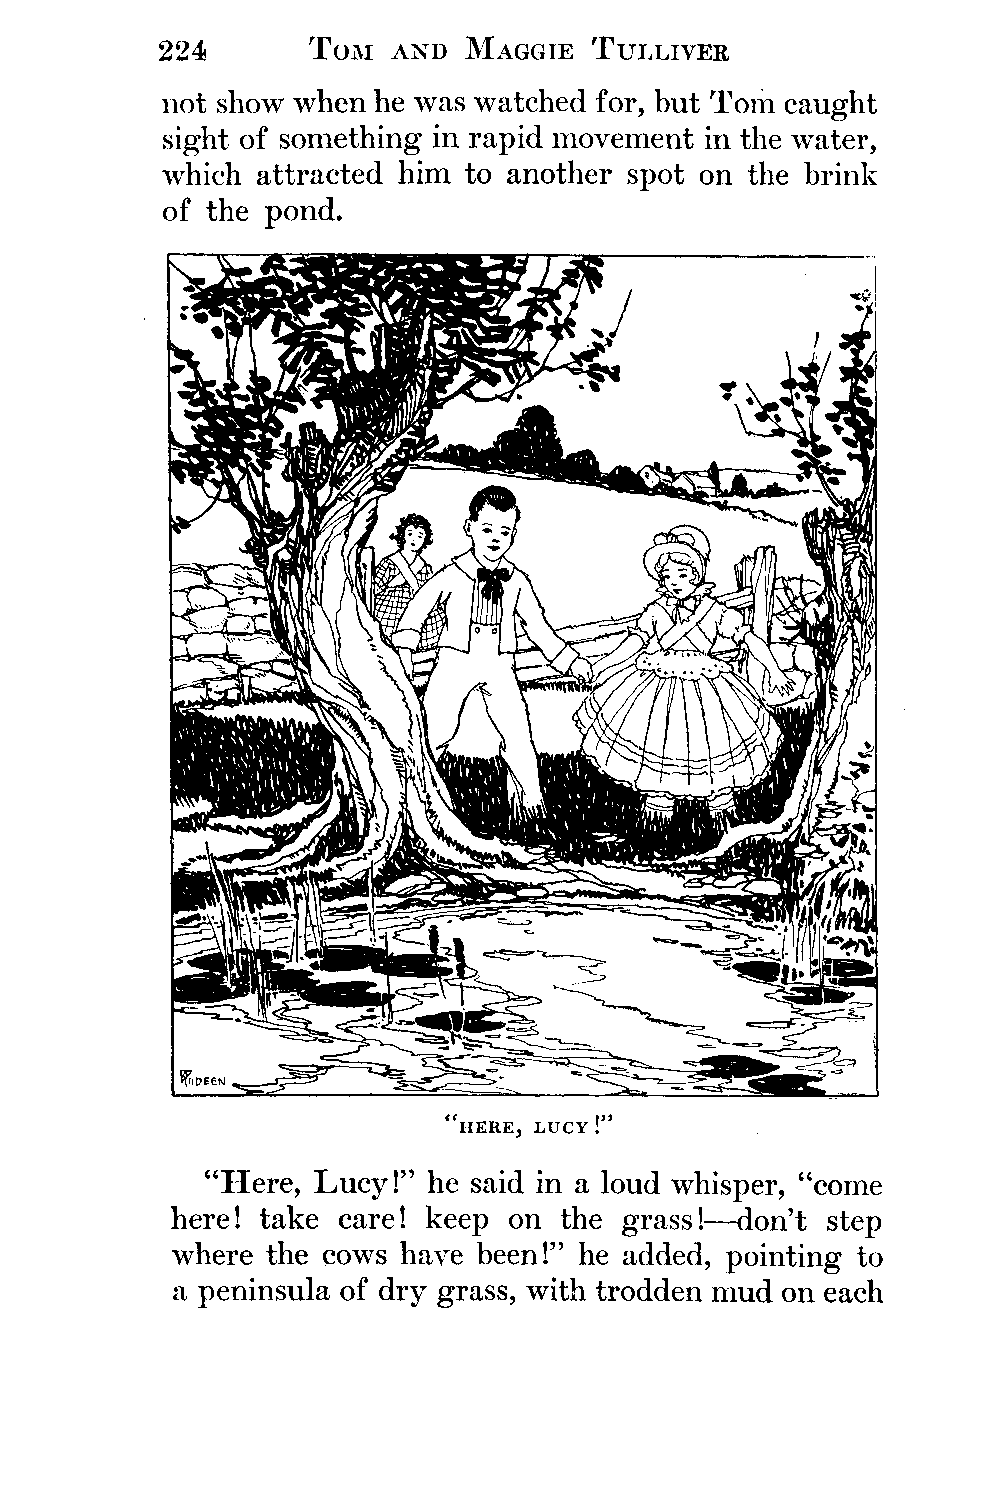 224 TOM AND MAGGIE TULLIVER
not show when he was watched for, but Tom caught
sight of something in rapid movement in the water,
which attracted him to another spot on the brink
of the pond.
"HERE, LUCY!"
"Here, Lucy!" he said in a loud whisper, "come
here! take care! keep on the grass!—don't step
where the cows have been!" he added, pointing to
a peninsula of dry grass, with trodden mud on each